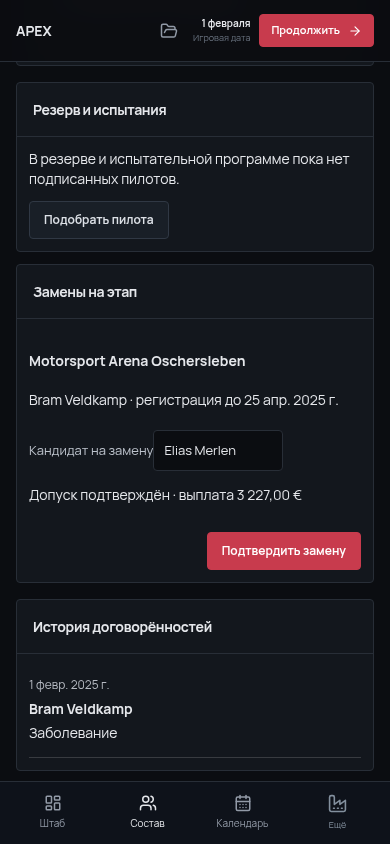 APEX
1 февраля
Игровая дата
Продолжить
Резерв и испытания
В резерве и испытательной программе пока нет
подписанных пилотов.
Подобрать пилота
Замены на этап
Motorsport Arena Oschersleben
Bram Veldkamp · регистрация до 25 апр. 2025 г.
Кандидат на замену Elias Merlen
Допуск подтверждён · выплата 3 227,00 €
Подтвердить замену
История договорённостей
1 февр. 2025 г.
Bram Veldkamp
Заболевание
Штаб
Состав
Календарь
Ещё